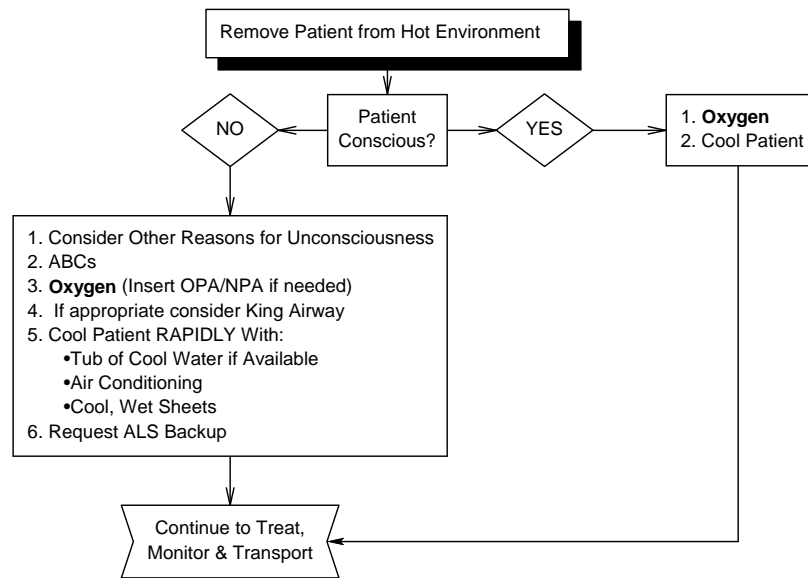 Remove Patient from Hot Environment
NO
Patient
Conscious?
YES
1. Oxygen
2. Cool Patient
1. Consider Other Reasons for Unconsciousness
2. ABCs
3. Oxygen (Insert OPA/NPA if needed)
4. If appropriate consider King Airway
5. Cool Patient RAPIDLY With:
•Tub of Cool Water if Available
•Air Conditioning
•Cool, Wet Sheets
6. Request ALS Backup
Continue to Treat,
Monitor & Transport